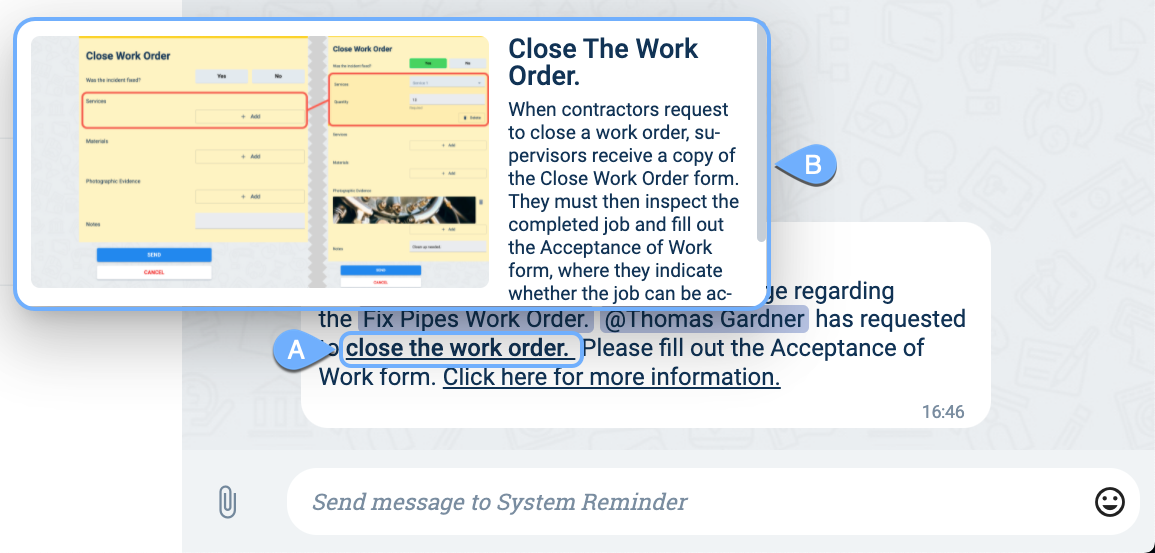 Close Work Order
Was the incident fixed?
Yes
No
Services
+ Add
Materials
+ Add
Photographic Evidence
+ Add
Notes
SEND
CANCEL
Close Work Order
Was the incident fixed?
Yes
No
Services
Service 1
Quantity
10
Delete
Services
+ Add
Materials
+ Add
Photographic Evidence
+ Add
Notes
Clean up needed
SEND
CANCEL
Close The Work
Order.
When contractors request
to close a work order, su-
pervisors receive a copy of
the Close Work Order form.
They must then inspect the
completed job and fill out
the Acceptance of Work
form, where they indicate
whether the job can be ac-
B
regarding
the Fix Pipes Work Order. @Thomas Gardner has requested
A
close the work order. Please fill out the Acceptance of
Work form. Click here for more information.
16:46
Send message to System Reminder